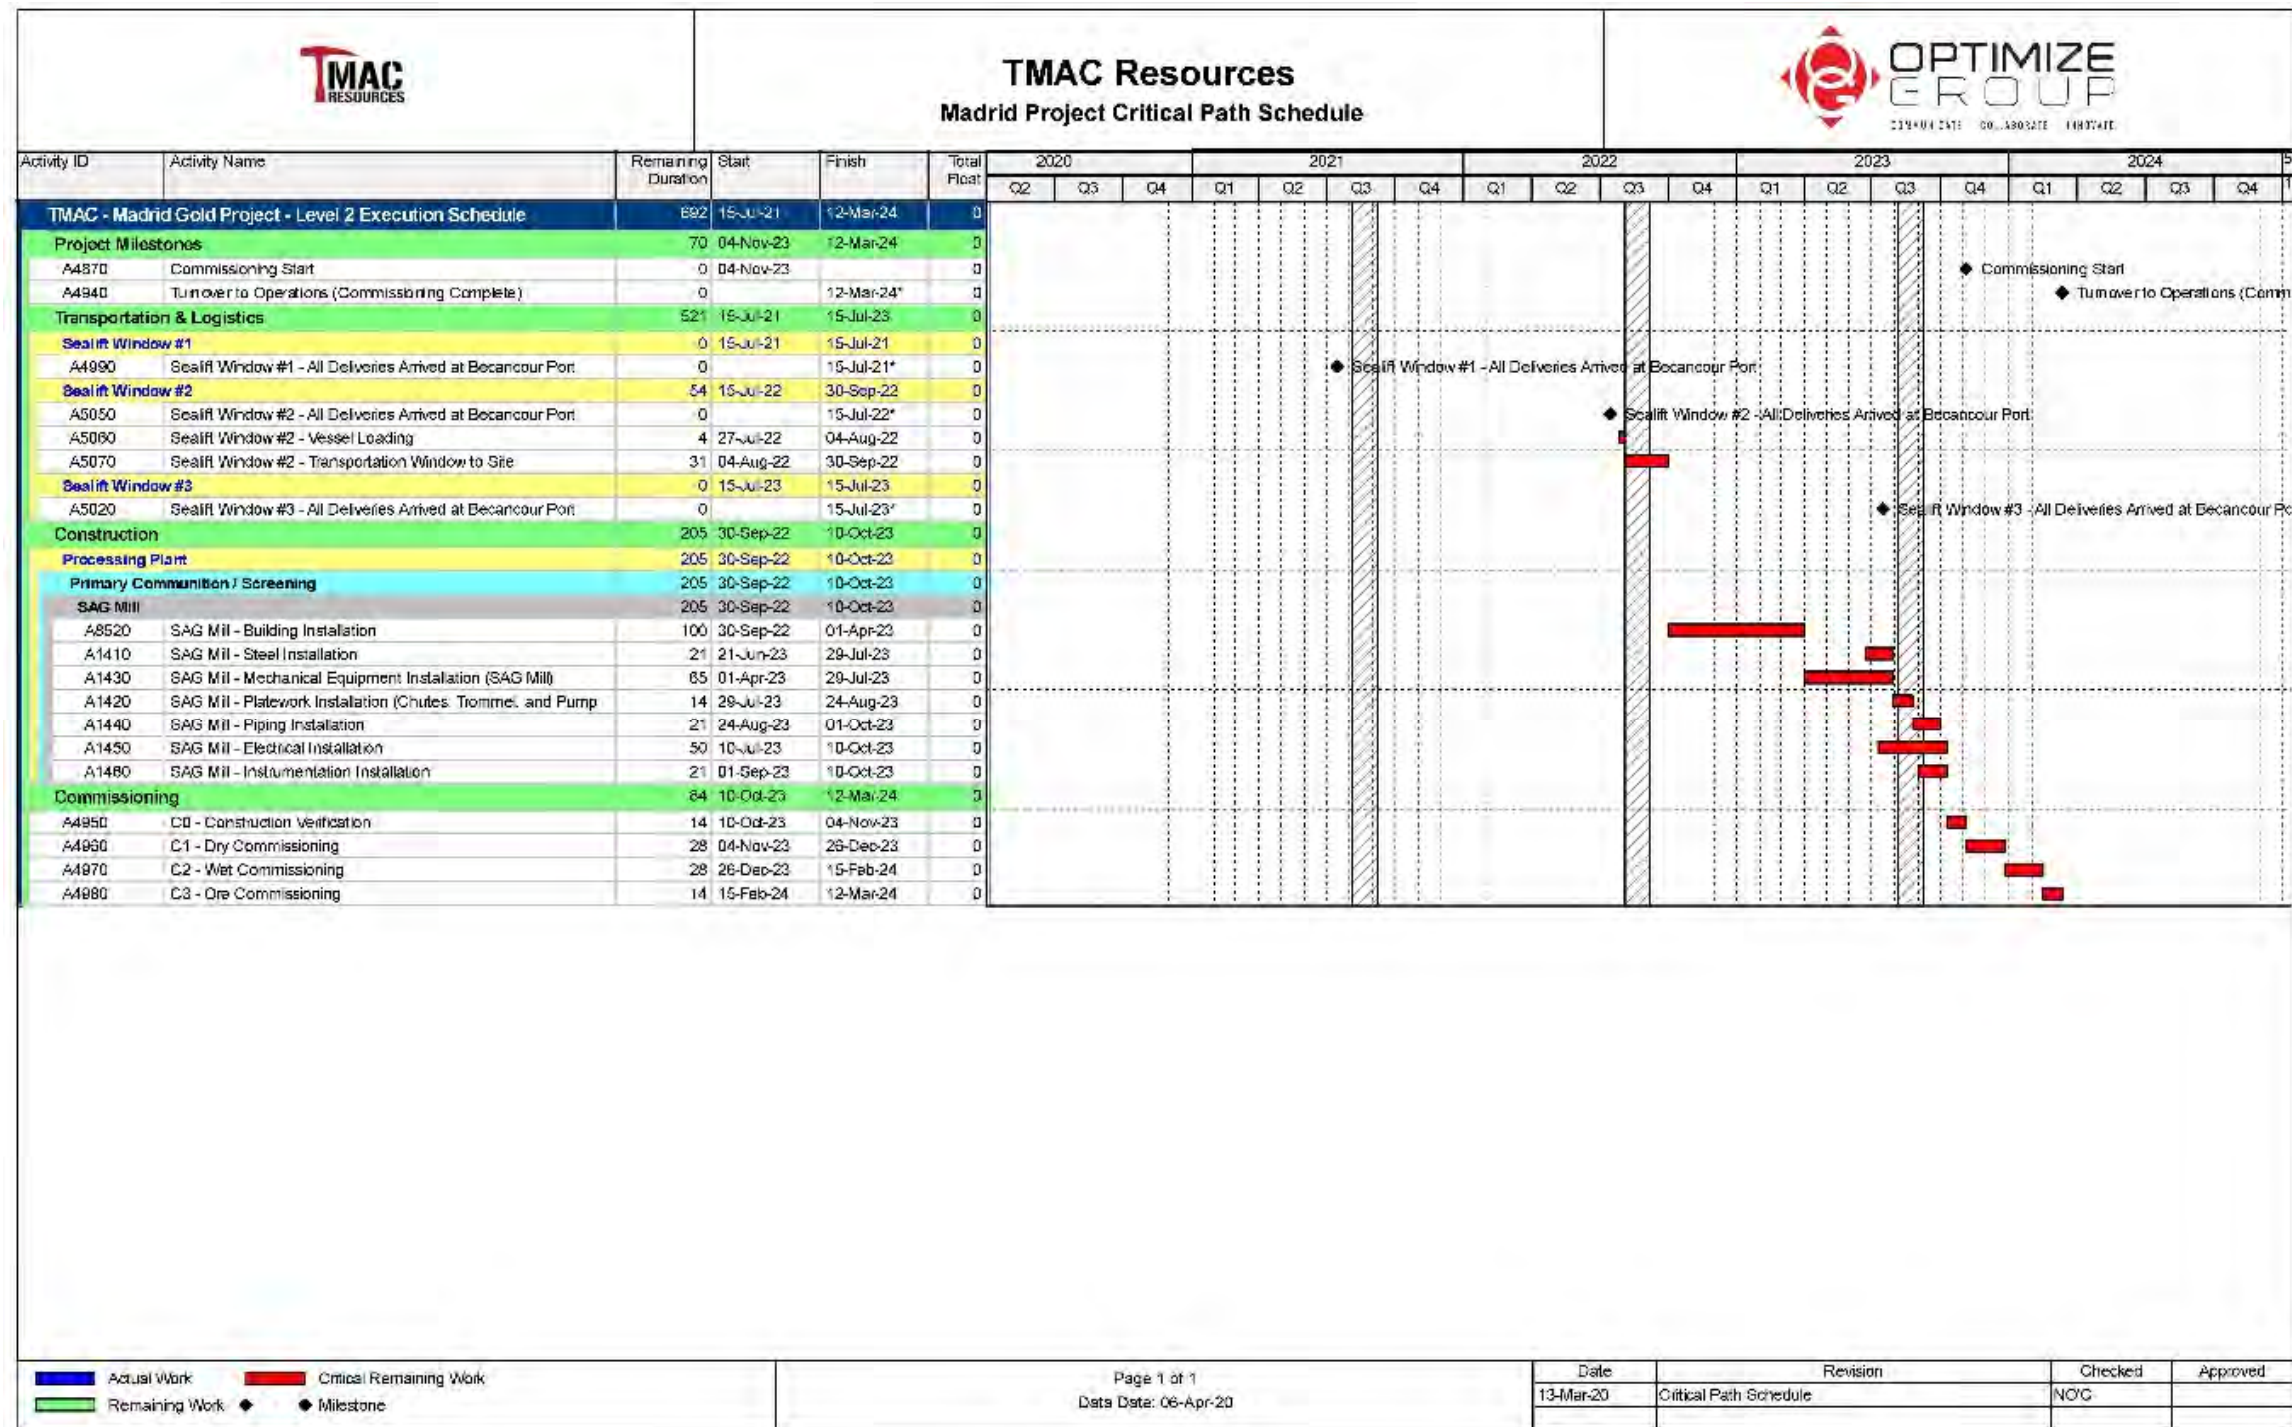 TMAC
RESOURCES
TMAC Resources
Madrid Project Critical Path Schedule
OPTIMIZE
GROUP
Activity ID Activity Name Remaining Duration Start Finish Total Float 2020 2021 2022 2023 2024
Q2 Q3 Q4 Q1 Q2 Q3 Q4 Q1 Q2 Q3 Q4 Q1 Q2 Q3 Q4 Q1 Q2 Q3 Q4
TMAC - Madrid Gold Project - Level 2 Execution Schedule 692 15-Jul-21 12-Mar-24 0
Project Milestones 70 04-Nov-23 12-Mar-24 0
A4870 Commissioning Start 0 04-Nov-23 0 Commissioning Start
A4940 Turnover to Operations (Commissioning Complete) 0 12-Mar-24* 0 Turnover to Operations (Comm
Transportation & Logistics 521 15-Jul-21 15-Jul-23 0
Sealift Window #1 0 15-Jul-21 15-Jul-21 0
A4990 Sealift Window #1 - All Deliveries Arrived at Becancour Port 0 15-Jul-21* 0 Sealift Window #1 - All Deliveries Arrived at Becancour Port
Sealift Window #2 54 15-Jul-22 30-Sep-22 0
A5050 Sealift Window #2 - All Deliveries Arrived at Becancour Port 0 15-Jul-22* 0 Sealift Window #2 - All Deliveries Arrived at Becancour Port
A5060 Sealift Window #2 - Vessel Loading 4 27-Jul-22 04-Aug-22 0
A5070 Sealift Window #2 - Transportation Window to Site 31 04-Aug-22 30-Sep-22 0
Sealift Window #3 0 15-Jul-23 15-Jul-23 0
A5020 Sealift Window #3 - All Deliveries Arrived at Becancour Port 0 15-Jul-23* 0 Sealift Window #3 - All Deliveries Arrived at Becancour Po
Construction 205 30-Sep-22 10-Oct-23 0
Processing Plant 205 30-Sep-22 10-Oct-23 0
Primary Communition / Screening 205 30-Sep-22 10-Oct-23 0
SAG Mill 205 30-Sep-22 10-Oct-23 0
A8520 SAG Mill - Building Installation 100 30-Sep-22 01-Apr-23 0
A1410 SAG Mill - Steel Installation 21 21-Jun-23 29-Jul-23 0
A1430 SAG Mill - Mechanical Equipment Installation (SAG Mill) 65 01-Apr-23 29-Jul-23 0
A1420 SAG Mill - Platework Installation (Chutes, Trommel, and Pump 14 29-Jul-23 24-Aug-23 0
A1440 SAG Mill - Piping Installation 21 24-Aug-23 01-Oct-23 0
A1450 SAG Mill - Electrical Installation 50 10-Jul-23 10-Oct-23 0
A1460 SAG Mill - Instrumentation Installation 21 01-Sep-23 10-Oct-23 0
Commissioning 84 10-Oct-23 12-Mar-24 0
A4950 C0 - Construction Verification 14 10-Oct-23 04-Nov-23 0
A4960 C1 - Dry Commissioning 28 04-Nov-23 26-Dec-23 0
A4970 C2 - Wet Commissioning 28 26-Dec-23 15-Feb-24 0
A4980 C3 - Ore Commissioning 14 15-Feb-24 12-Mar-24 0
Actual Work Critical Remaining Work
Remaining Work Milestone
Page 1 of 1
Data Date: 06-Apr-20
Date Revision Checked Approved
13-Mar-20 Critical Path Schedule NO'C